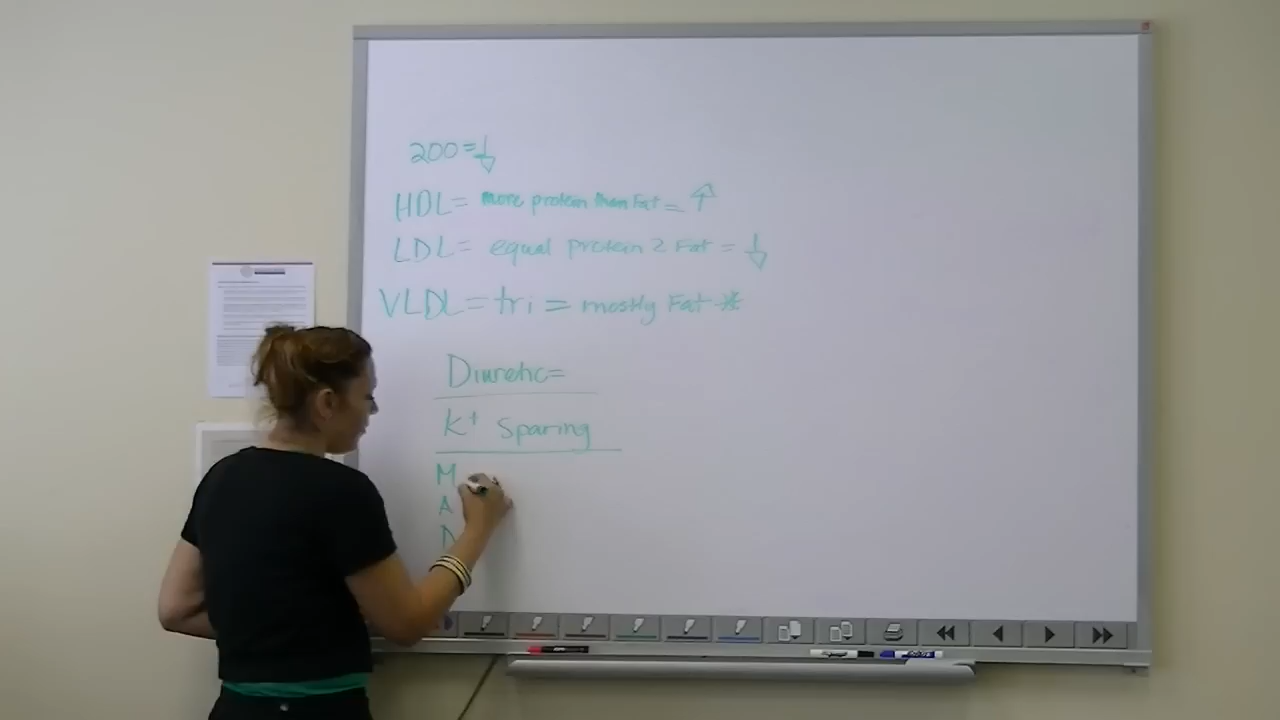 200=↓
HDL= more protein than Fat = ↑
LDL= equal protein 2 Fat = ↓
VLDL = tri = mostly Fat *
Diuretic=
K+ Sparing
M
A
D